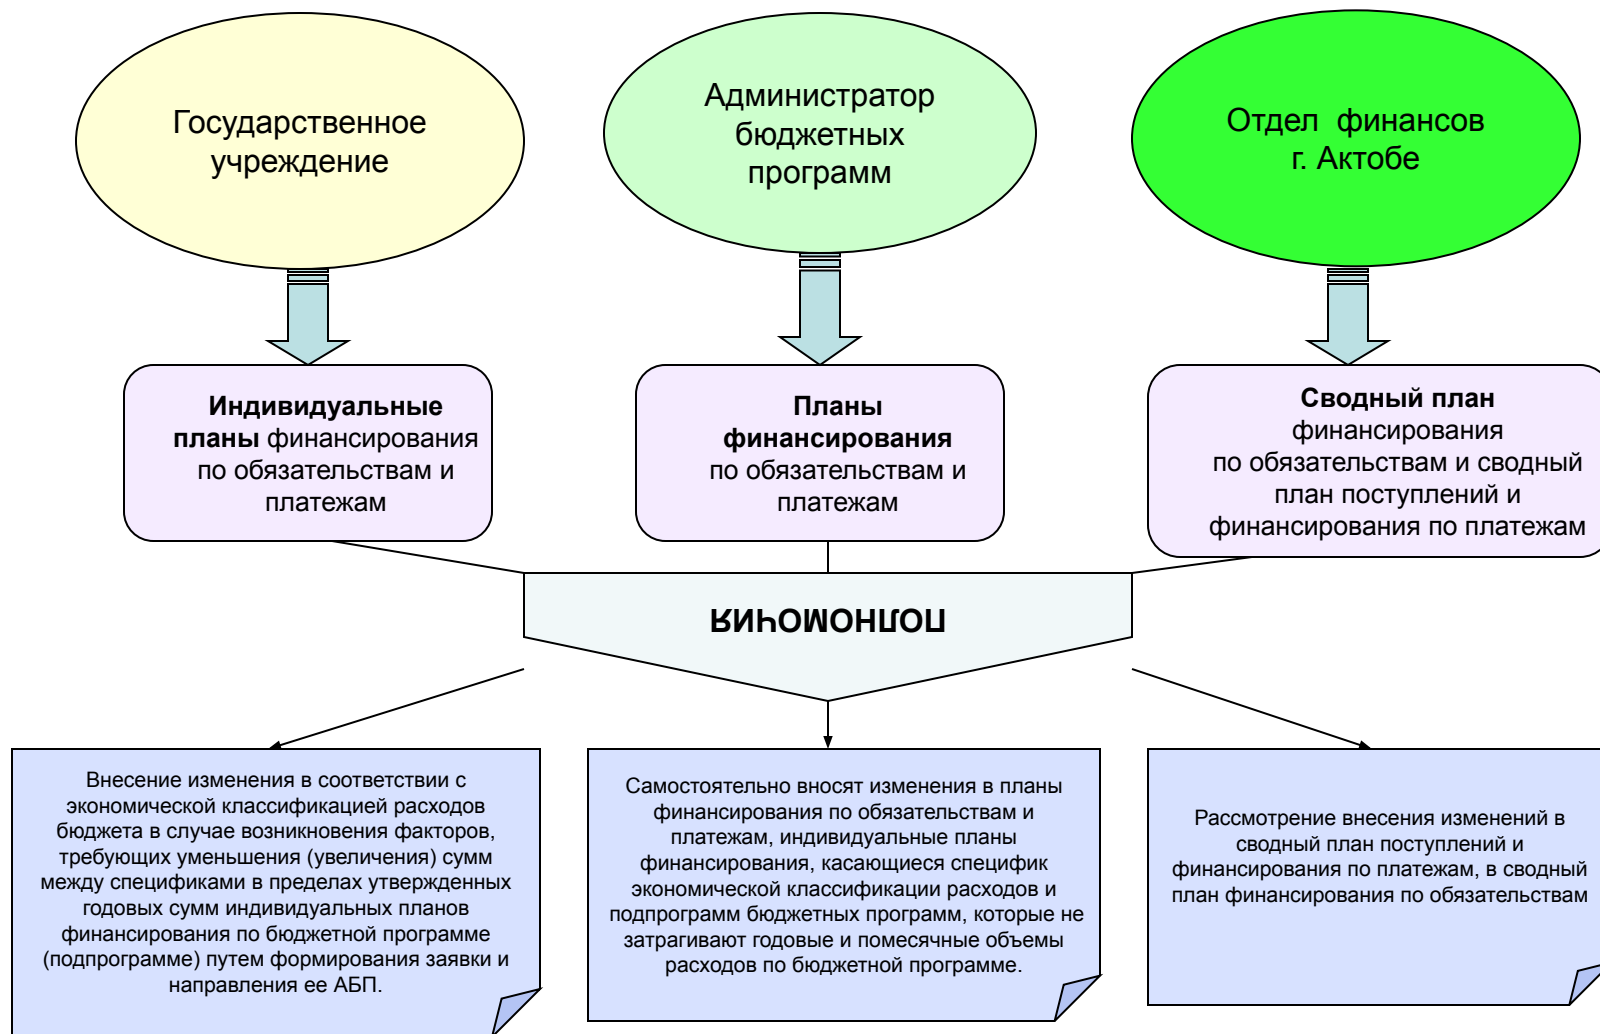 Государственное
учреждение
Администратор
бюджетных
программ
Отдел финансов
г. Актобе
Индивидуальные
планы финансирования
по обязательствам и
платежам
Планы
финансирования
по обязательствам и
платежам
Сводный план
финансирования
по обязательствам и сводный
план поступлений и
финансирования по платежам
ПОЛНОМОЧИЯ
Внесение изменения в соответствии с
экономической классификацией расходов
бюджета в случае возникновения факторов,
требующих уменьшения (увеличения) сумм
между спецификами в пределах утвержденных
годовых сумм индивидуальных планов
финансирования по бюджетной программе
(подпрограмме) путем формирования заявки и
направления ее АБП.
Самостоятельно вносят изменения в планы
финансирования по обязательствам и
платежам, индивидуальные планы
финансирования, касающиеся специфик
экономической классификации расходов и
подпрограмм бюджетных программ, которые не
затрагивают годовые и помесячные объемы
расходов по бюджетной программе.
Рассмотрение внесения изменений в
сводный план поступлений и
финансирования по платежам, в сводный
план финансирования по обязательствам